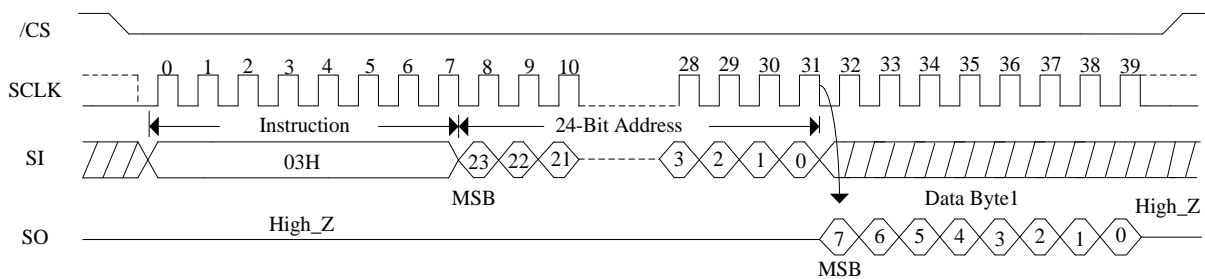 /CS
0 1 2 3 4 5 6 7 8 9 10 28 29 30 31 32 33 34 35 36 37 38 39
SCLK
Instruction 24-Bit Address
SI 03H 23 22 21 3 2 1 0
MSB Data Byte1
High_Z High_Z
SO 7 6 5 4 3 2 1 0
MSB